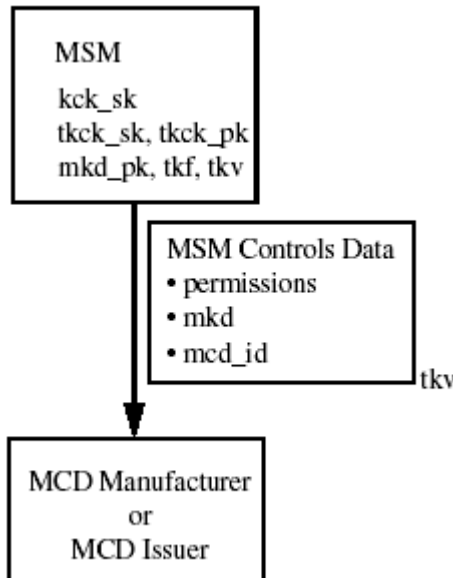 MSM
kck_sk
tkck_sk, tkck_pk
mkd_pk, tkf, tkv
MSM Controls Data
• permissions
• mkd
• mcd_id
tkv
MCD Manufacturer
or
MCD Issuer